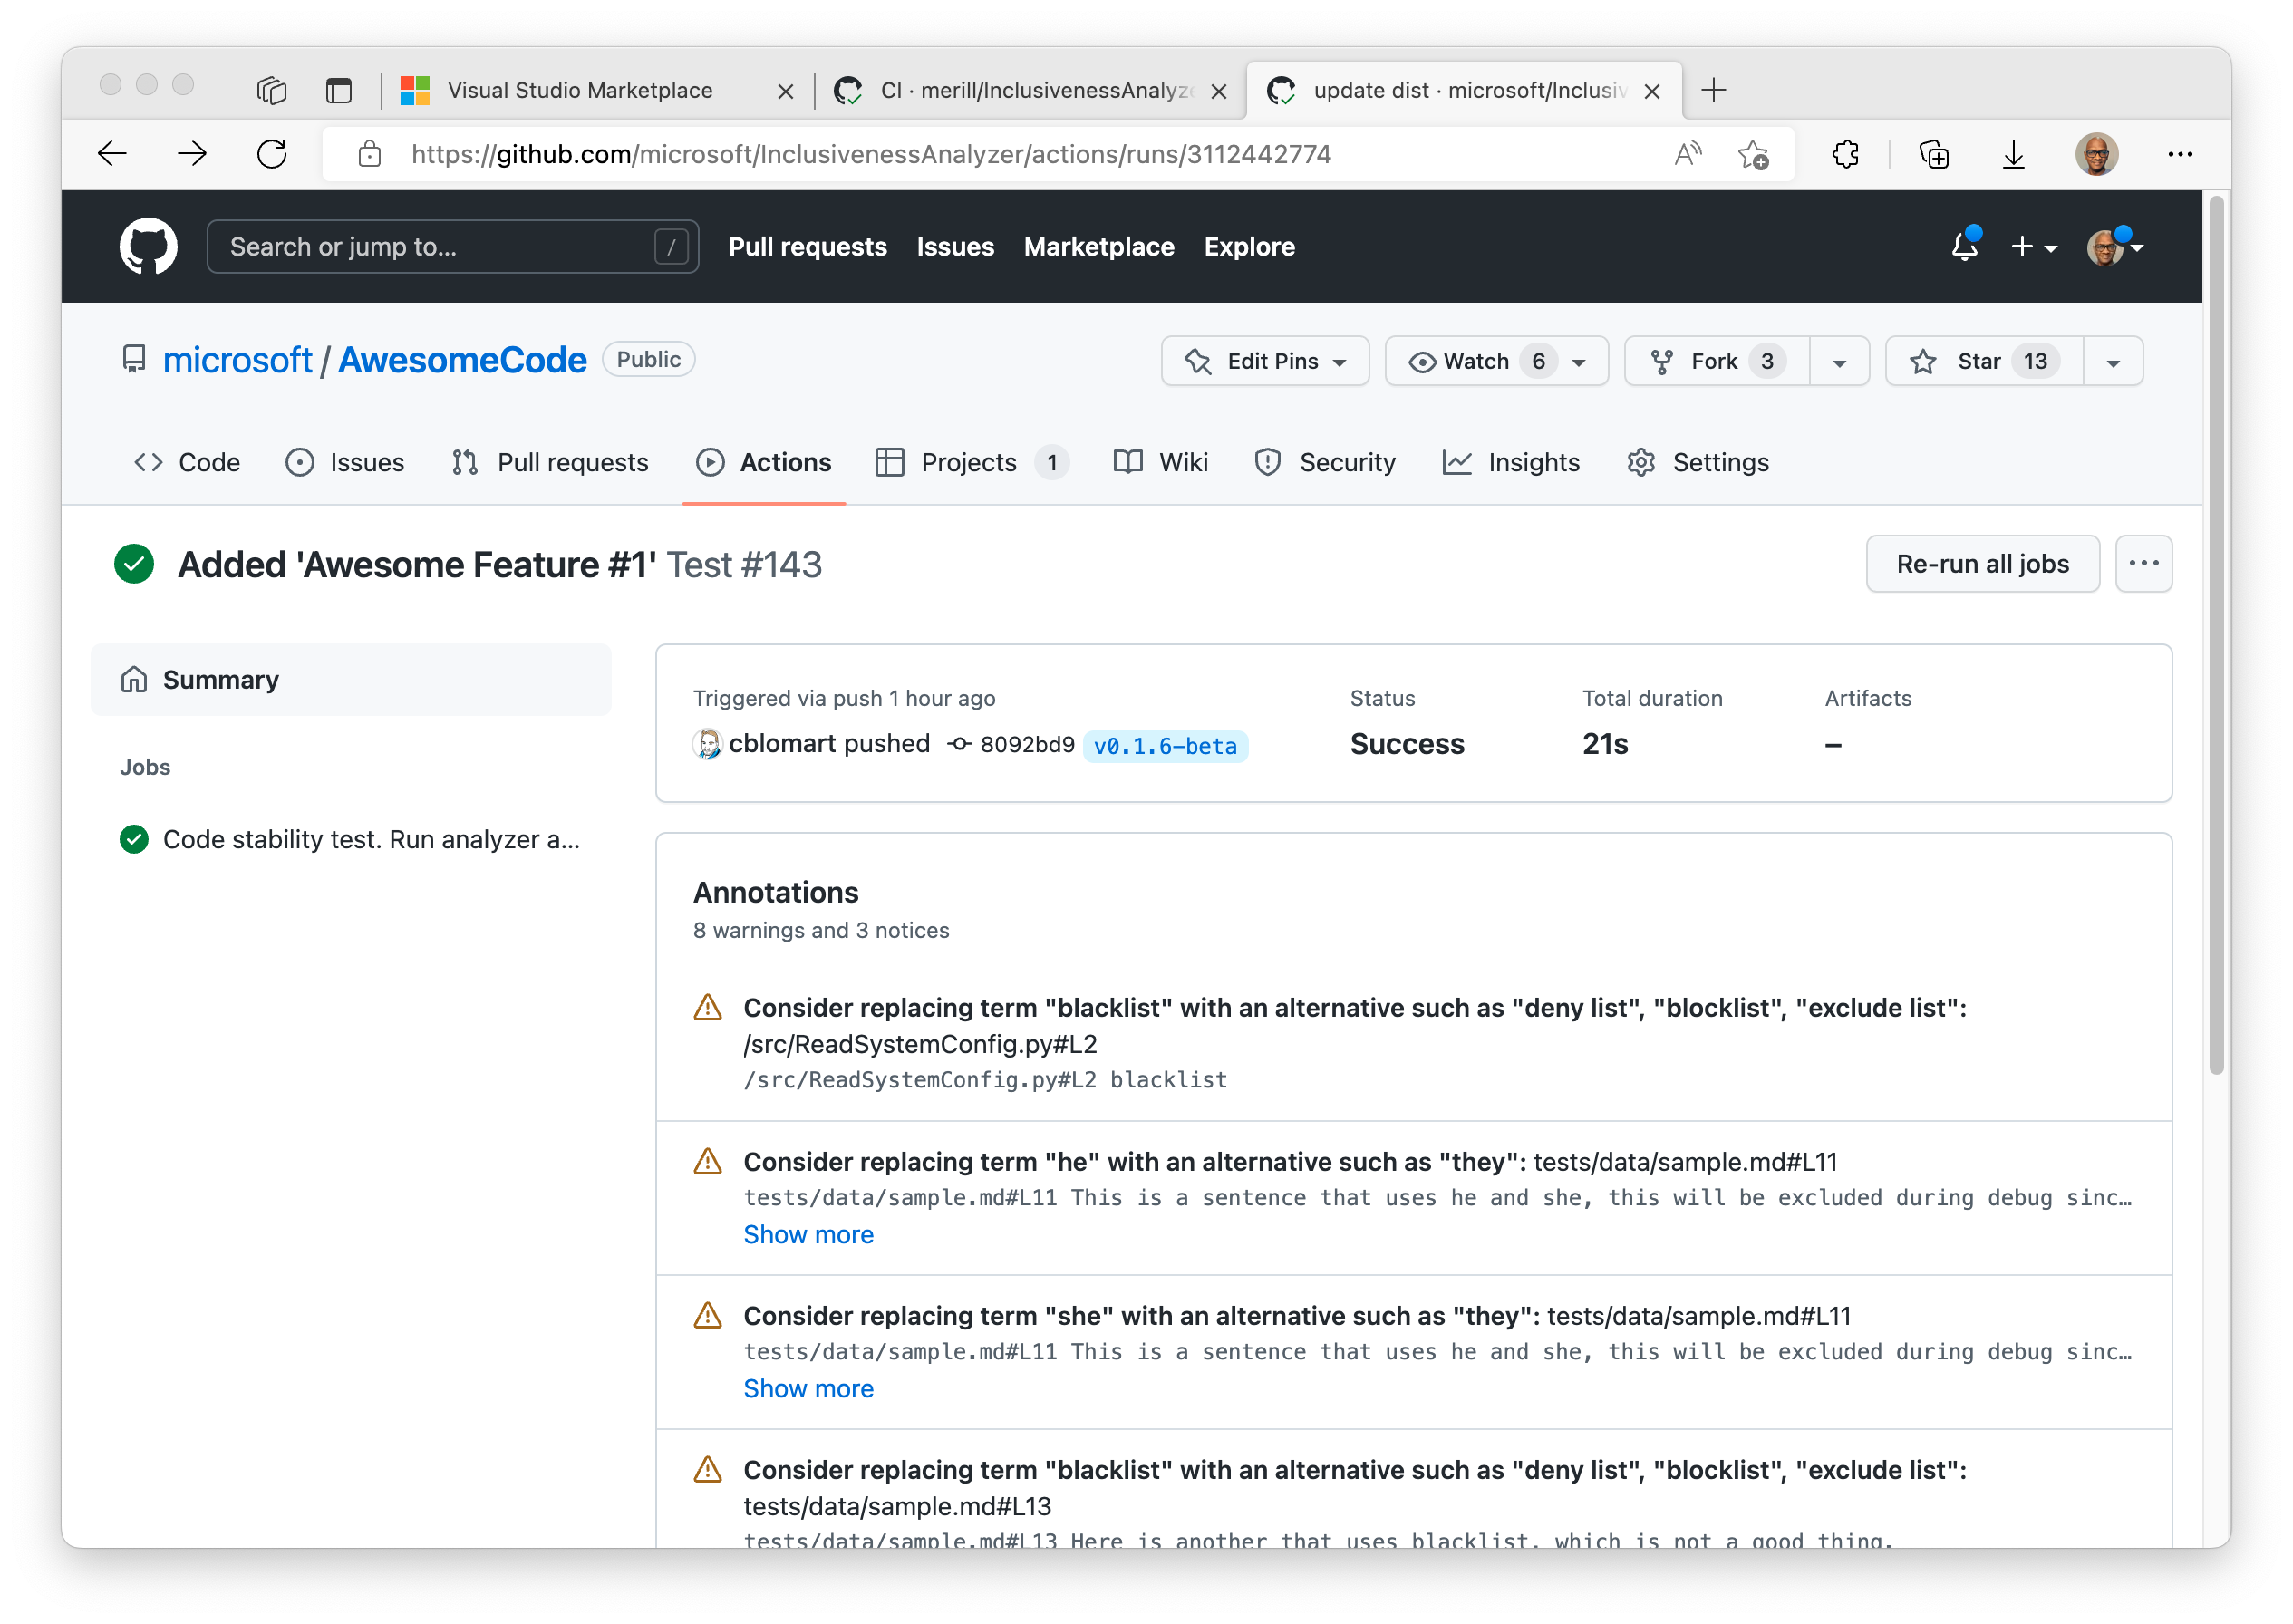 Visual Studio Marketplace
CI · merill/InclusivenessAnalyze
update dist · microsoft/Inclusiv
https://github.com/microsoft/InclusivenessAnalyzer/actions/runs/3112442774
Search or jump to... /
Pull requests Issues Marketplace Explore
microsoft / AwesomeCode Public
Edit Pins Watch 6 Fork 3 Star 13
Code Issues Pull requests Actions Projects 1 Wiki Security Insights Settings
Added 'Awesome Feature #1' Test #143
Re-run all jobs
Summary
Jobs
Code stability test. Run analyzer a...
Triggered via push 1 hour ago
cblomart pushed 8092bd9 v0.1.6-beta
Status
Success
Total duration
21s
Artifacts
–
Annotations
8 warnings and 3 notices
Consider replacing term "blacklist" with an alternative such as "deny list", "blocklist", "exclude list":
/src/ReadSystemConfig.py#L2
/src/ReadSystemConfig.py#L2 blacklist
Consider replacing term "he" with an alternative such as "they": tests/data/sample.md#L11
tests/data/sample.md#L11 This is a sentence that uses he and she, this will be excluded during debug sinc…
Show more
Consider replacing term "she" with an alternative such as "they": tests/data/sample.md#L11
tests/data/sample.md#L11 This is a sentence that uses he and she, this will be excluded during debug sinc…
Show more
Consider replacing term "blacklist" with an alternative such as "deny list", "blocklist", "exclude list":
tests/data/sample.md#L13
tests/data/sample.md#L13 Here is another that uses blacklist, which is not a good thing.